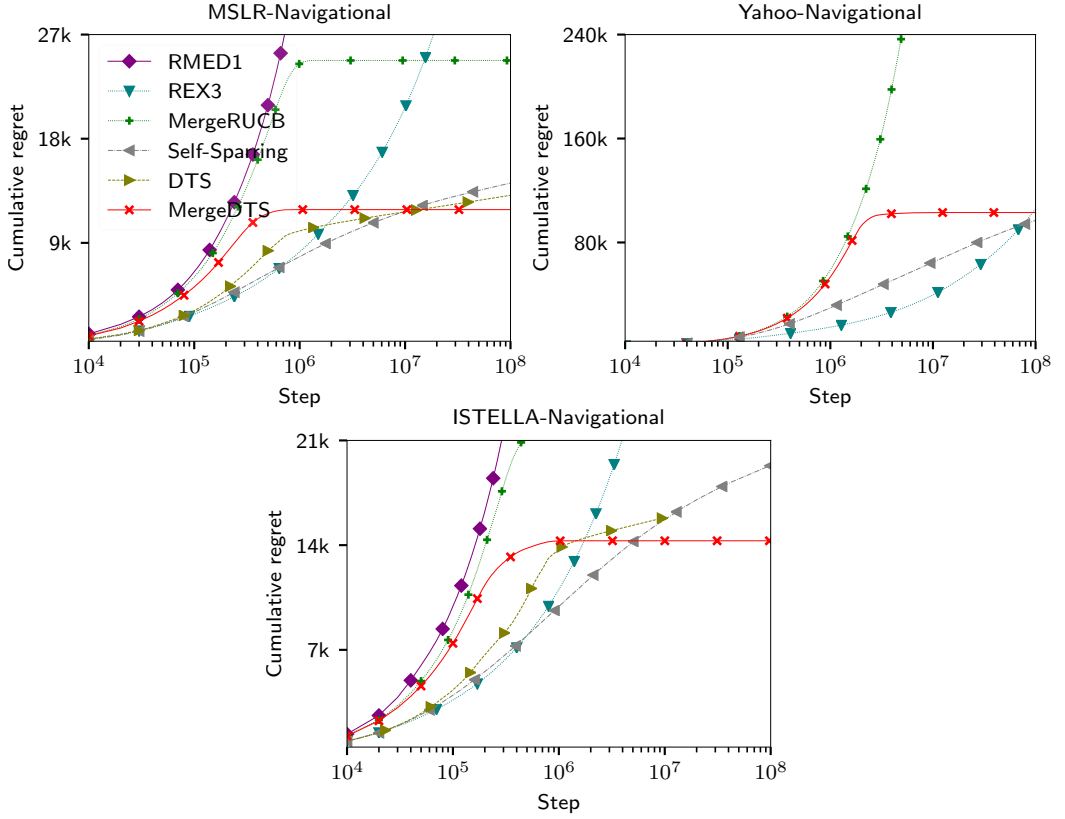 MSLR-Navigational
Yahoo-Navigational
27k
18k
9k
Cumulative regret
RMED1
REX3
MergeRUCB
Self-Sparring
DTS
MergeDTS
10^4 10^5 10^6 10^7 10^8
Step
240k
160k
80k
Cumulative regret
10^4 10^5 10^6 10^7 10^8
Step
ISTELLA-Navigational
21k
14k
7k
Cumulative regret
10^4 10^5 10^6 10^7 10^8
Step